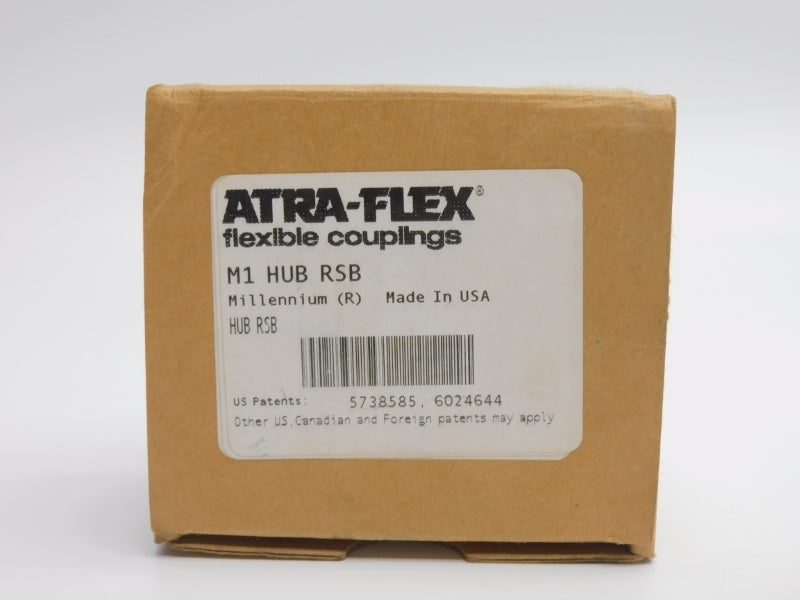 ATRA-FLEX®
flexible couplings
M1 HUB RSB
Millennium (R) Made In USA
HUB RSB
US Patents: 5738585, 6024644
Other US, Canadian and Foreign patents may apply